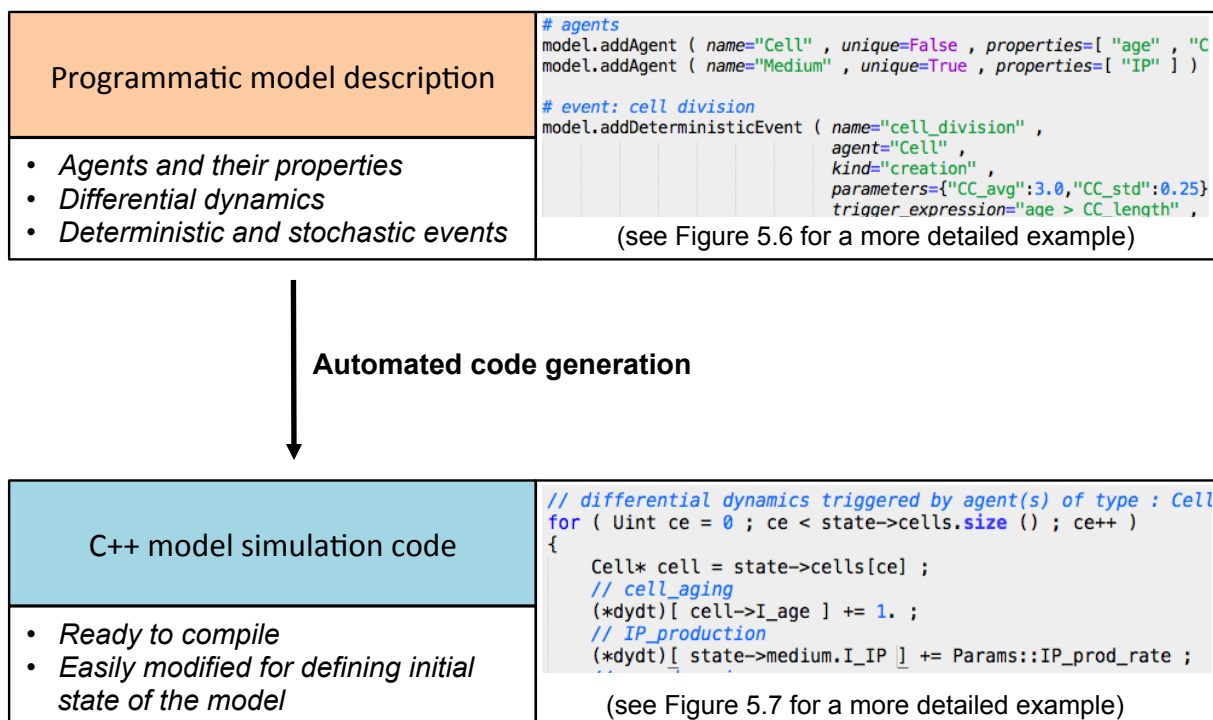 Programmatic model description
• Agents and their properties
• Differential dynamics
• Deterministic and stochastic events
# agents
model.addAgent ( name="Cell" , unique=False , properties=[ "age" , "C
model.addAgent ( name="Medium" , unique=True , properties=[ "IP" ] )
# event: cell division
model.addDeterministicEvent ( name="cell_division" ,
agent="Cell" ,
kind="creation" ,
parameters={"CC_avg":3.0,"CC_std":0.25}
trigger_expression="age > CC_length" ,
(see Figure 5.6 for a more detailed example)
Automated code generation
C++ model simulation code
• Ready to compile
• Easily modified for defining initial
state of the model
// differential dynamics triggered by agent(s) of type : Cell
for ( Uint ce = 0 ; ce < state->cells.size () ; ce++ )
{
Cell* cell = state->cells[ce] ;
// cell_aging
(*dydt)[ cell->I_age ] += 1. ;
// IP_production
(*dydt)[ state->medium.I_IP ] += Params::IP_prod_rate ;
(see Figure 5.7 for a more detailed example)